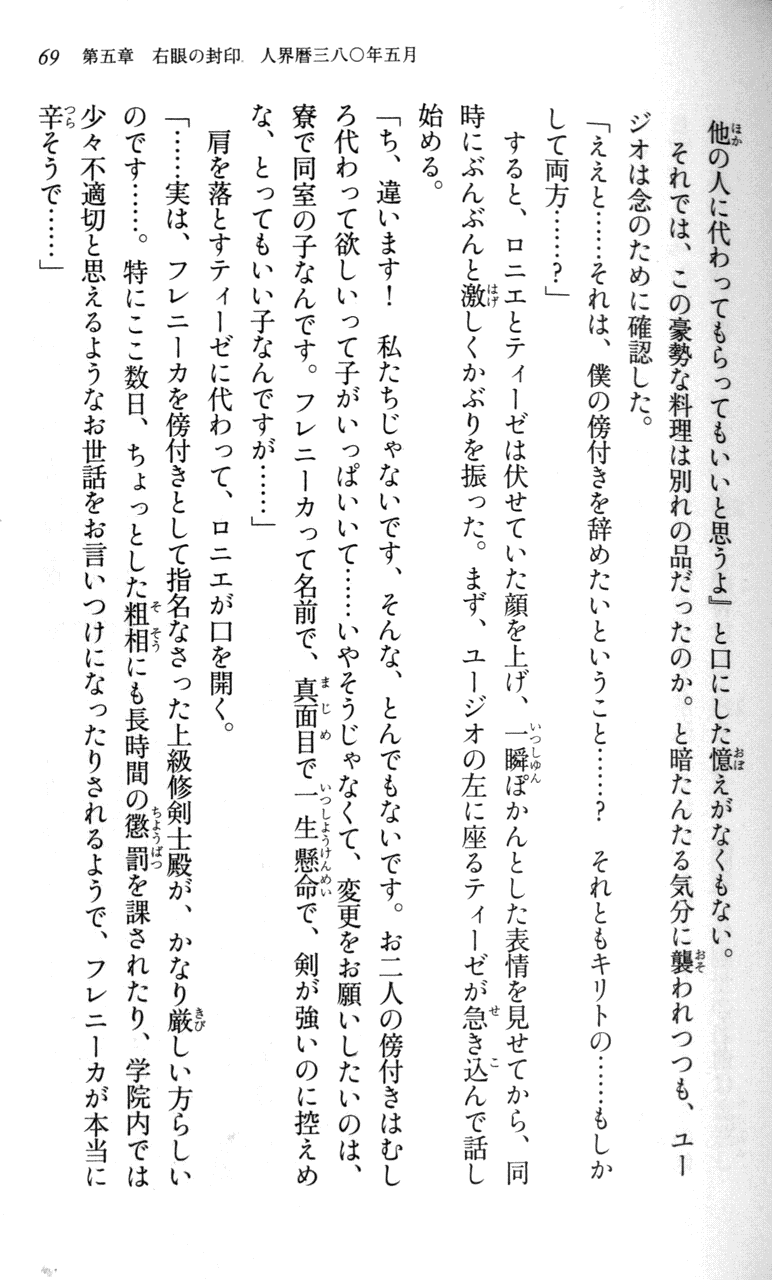 69 第五章 右眼の封印 人界暦三八〇年五月
他の人に代わってもらってもいいと思うよ』と口にした憶えがなくもない。
それでは、この豪勢な料理は別れの品だったのか。と暗たんたる気分に襲われつつも、ユー
ジオは念のために確認した。
「ええと……それは、僕の傍付きを辞めたいということ……？　それともキリトの……もしか
して両方……？」
すると、ロニエとティーゼは伏せていた顔を上げ、一瞬ぽかんとした表情を見せてから、同
時にぶんぶんと激しくかぶりを振った。まず、ユージオの左に座るティーゼが急き込んで話し
始める。
「ち、違います！　私たちじゃないです、そんな、とんでもないです。お二人の傍付きはむし
ろ代わって欲しいって子がいっぱいいて……いやそうじゃなくて、変更をお願いしたいのは、
寮で同室の子なんです。フレニーカって名前で、真面目で一生懸命で、剣が強いのに控えめ
な、とってもいい子なんですが……」
肩を落とすティーゼに代わって、ロニエが口を開く。
「……実は、フレニーカを傍付きとして指名なさった上級修剣士殿が、かなり厳しい方らしい
のです……。特にここ数日、ちょっとした粗相にも長時間の懲罰を課されたり、学院内では
少々不適切と思えるようなお世話をお言いつけになったりされるようで、フレニーカが本当に
辛そうで……」